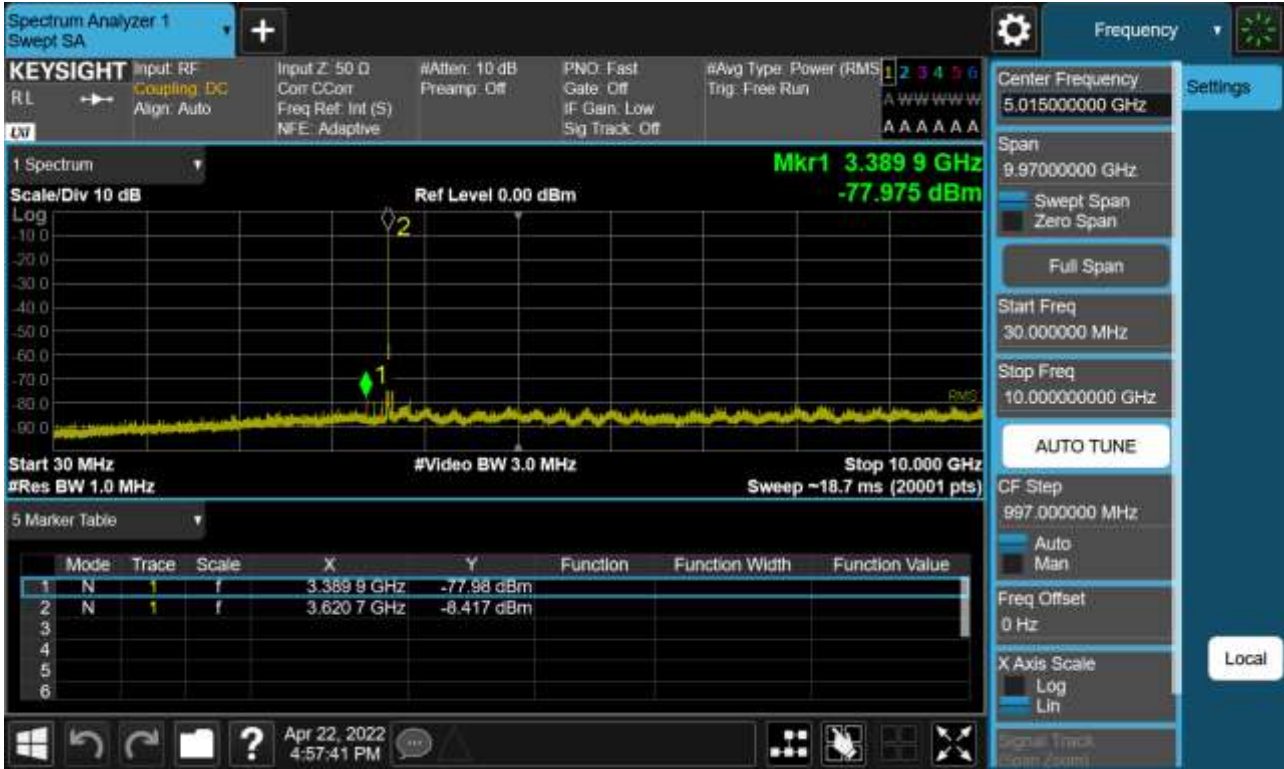 Spectrum Analyzer 1
Swept SA
+
Frequency
KEYSIGHT
RL
LXI
Input: RF
Coupling: DC
Align: Auto
Input Z: 50 Ω
Corr CCorr
Freq Ref: Int (S)
NFE: Adaptive
#Atten: 10 dB
Preamp: Off
PNO: Fast
Gate: Off
IF Gain: Low
Sig Track: Off
#Avg Type: Power (RMS
Trig: Free Run
1 2 3 4 5 6
A W W W W W
A A A A A A
1 Spectrum
Scale/Div 10 dB
Ref Level 0.00 dBm
Mkr1 3.389 9 GHz
-77.975 dBm
Log
-10.0
-20.0
-30.0
-40.0
-50.0
-60.0
-70.0
-80.0
-90.0
2
1
RMS
Start 30 MHz
#Video BW 3.0 MHz
Stop 10.000 GHz
#Res BW 1.0 MHz
Sweep ~18.7 ms (20001 pts)
5 Marker Table
Mode Trace Scale X Y Function Function Width Function Value
1 N 1 f 3.389 9 GHz -77.98 dBm
2 N 1 f 3.620 7 GHz -8.417 dBm
3
4
5
6
?
Apr 22, 2022
4:57:41 PM
Center Frequency
5.015000000 GHz
Span
9.97000000 GHz
Swept Span
Zero Span
Full Span
Start Freq
30.000000 MHz
Stop Freq
10.000000000 GHz
AUTO TUNE
CF Step
997.000000 MHz
Auto
Man
Freq Offset
0 Hz
X Axis Scale
Log
Lin
Signal Track
(Span Zoom)
Settings
Local